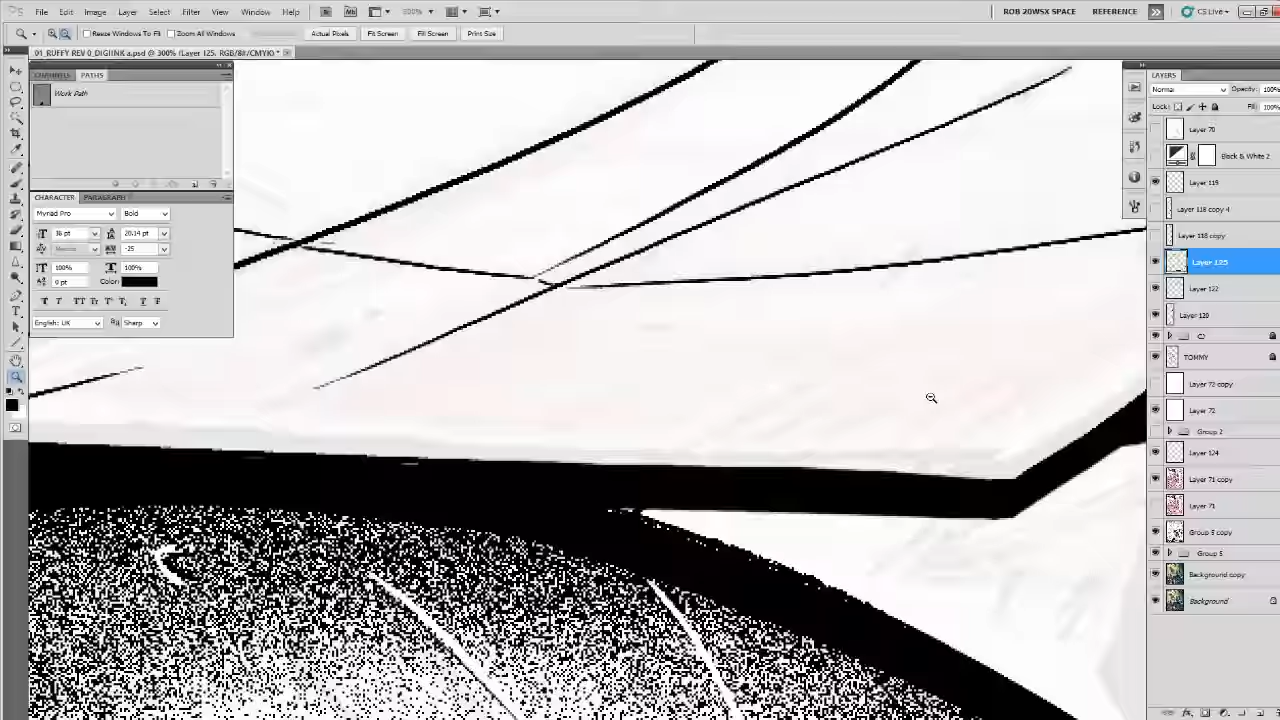 File Edit Image Layer Select Filter View Window Help
ROB 20WSX SPACE REFERENCE CS Live
Resize Windows To Fit Zoom All Windows Actual Pixels Fit Screen Fill Screen Print Size
01_RUFFY REV 0_DIGIINK a.psd @ 300% (Layer 125, RGB/8#/CMYK) *
CHANNELS PATHS
Work Path
CHARACTER PARAGRAPH
Myriad Pro Bold
36 pt 20.14 pt
Metrics -25
100% 100%
0 pt Color:
English: UK Sharp
LAYERS
Normal Opacity: 100%
Lock: Fill: 100%
Layer 70
Black & White 2
Layer 119
Layer 118 copy 4
Layer 118 copy
Layer 125
Layer 122
Layer 120
TOMMY
Layer 72 copy
Layer 72
Group 2
Layer 124
Layer 71 copy
Layer 71
Group 5 copy
Group 5
Background copy
Background